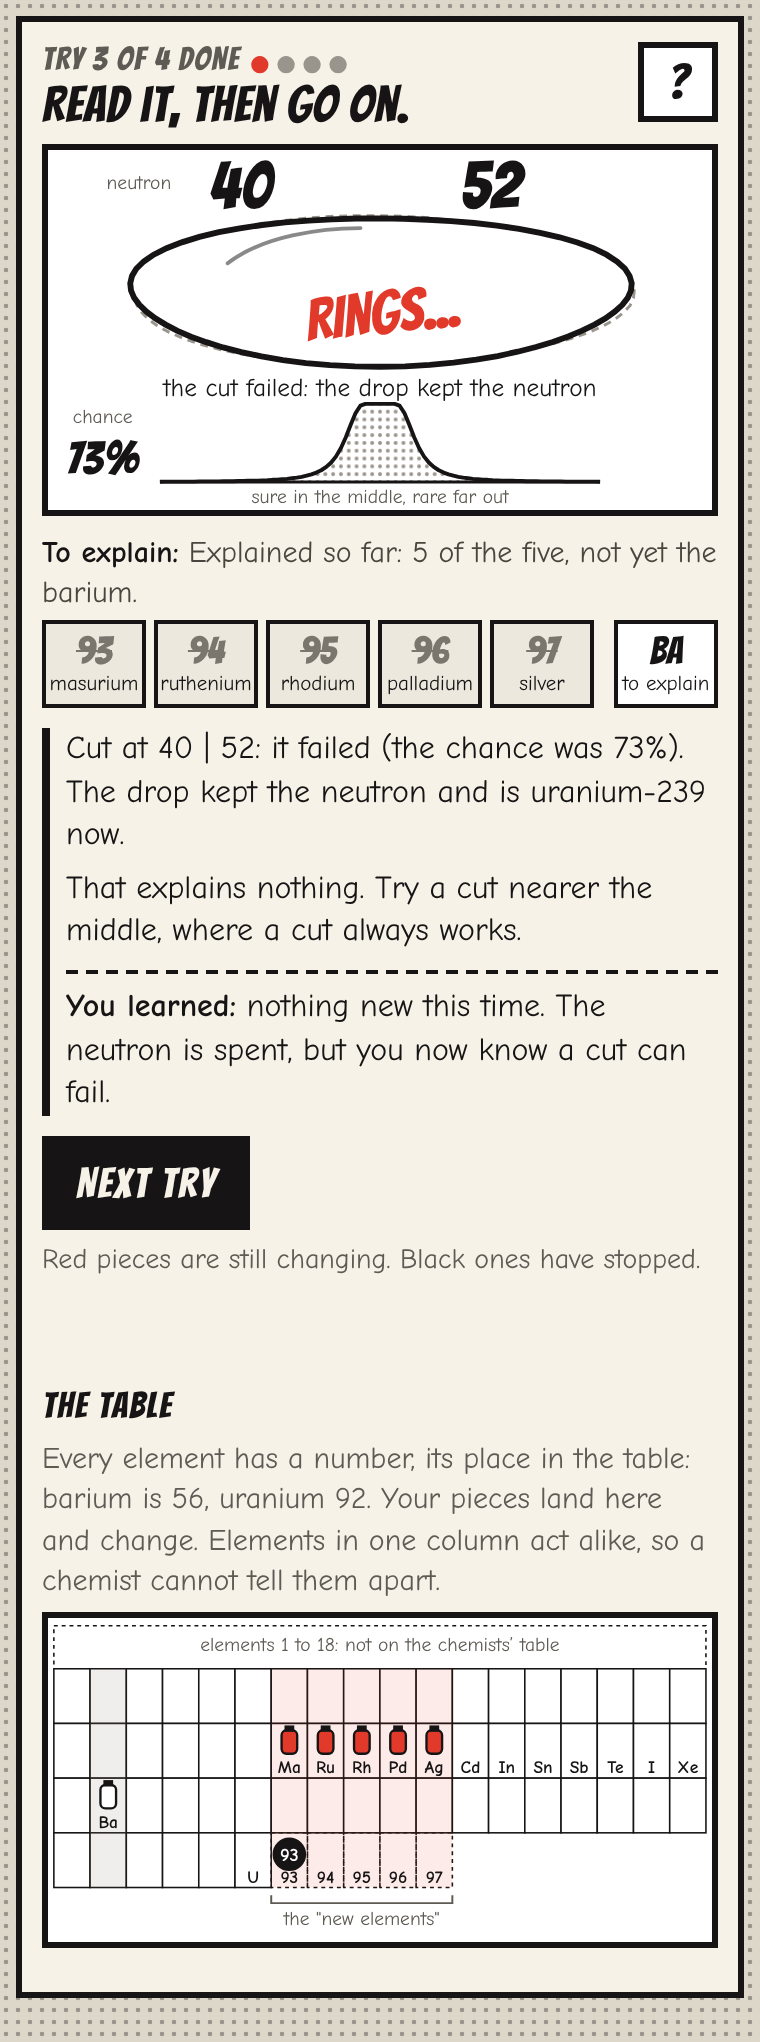 TRY 3 OF 4 DONE
READ IT, THEN GO ON.
?
neutron 40 52
RINGS...
the cut failed: the drop kept the neutron
chance
73%
sure in the middle, rare far out
To explain: Explained so far: 5 of the five, not yet the
barium.
93 94 95 96 97 BA
masurium ruthenium rhodium palladium silver to explain
Cut at 40 | 52: it failed (the chance was 73%).
The drop kept the neutron and is uranium-239
now.
That explains nothing. Try a cut nearer the
middle, where a cut always works.
You learned: nothing new this time. The
neutron is spent, but you now know a cut can
fail.
NEXT TRY
Red pieces are still changing. Black ones have stopped.
THE TABLE
Every element has a number, its place in the table:
barium is 56, uranium 92. Your pieces land here
and change. Elements in one column act alike, so a
chemist cannot tell them apart.
elements 1 to 18: not on the chemists' table
Ma Ru Rh Pd Ag Cd In Sn Sb Te I Xe
Ba
93
U 93 94 95 96 97
the "new elements"